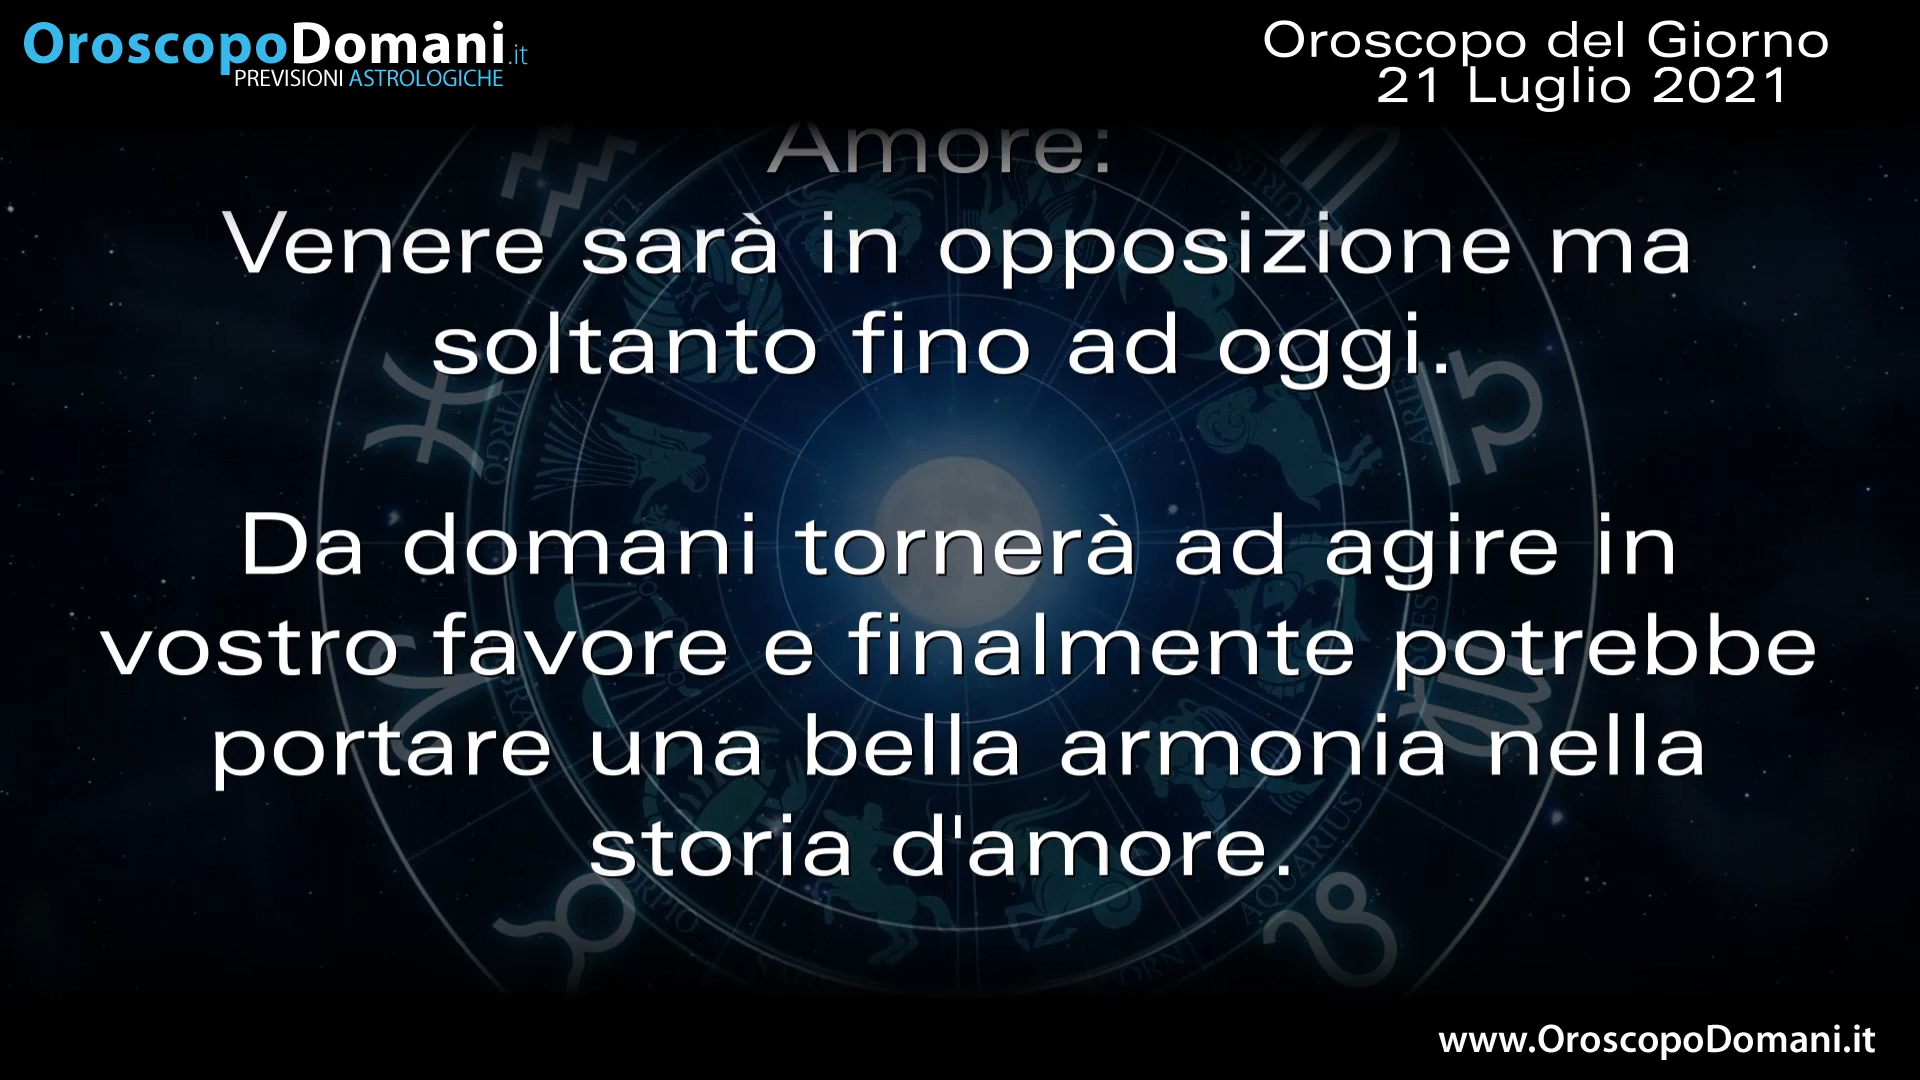 OroscopoDomani.it
PREVISIONI ASTROLOGICHE
Oroscopo del Giorno
21 Luglio 2021
Amore:
Venere sarà in opposizione ma
soltanto fino ad oggi.
Da domani tornerà ad agire in
vostro favore e finalmente potrebbe
portare una bella armonia nella
storia d'amore.
VIRGO
AQUARIUS
www.OroscopoDomani.it